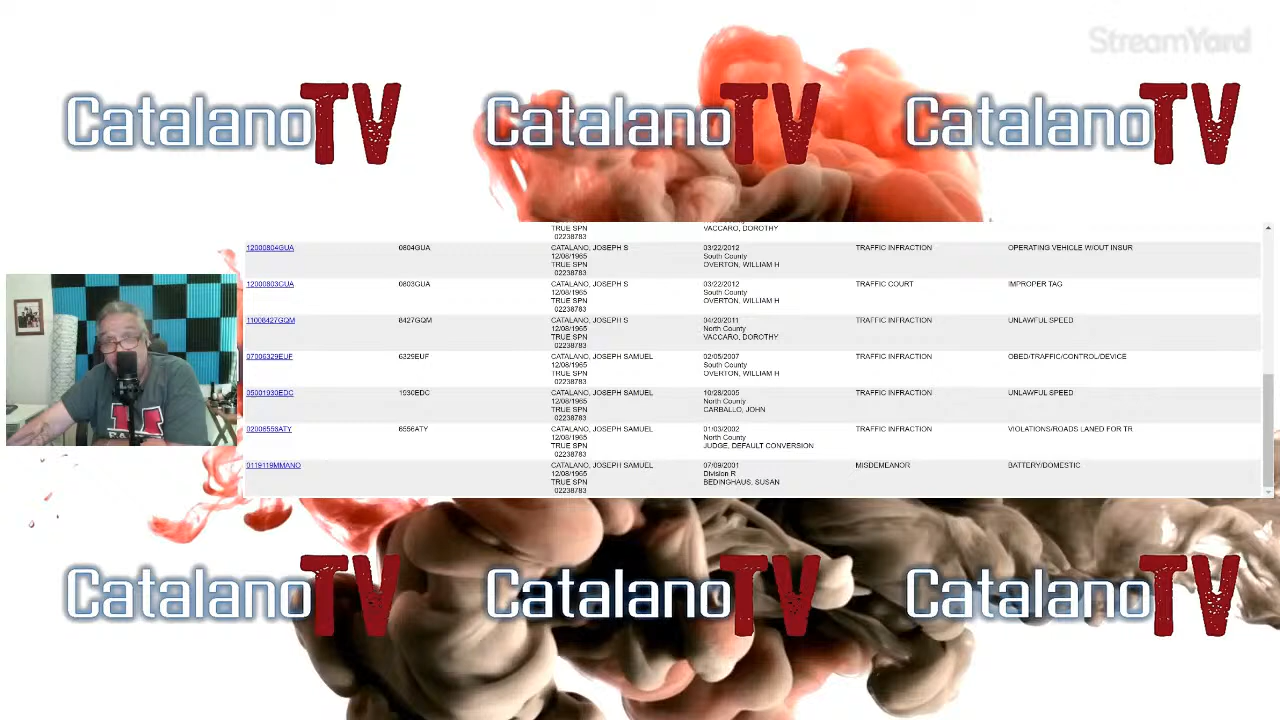 StreamYard
CatalanoTV CatalanoTV CatalanoTV
TRUE SPN VACCARO, DOROTHY
02238783
12000804GUA 0804GUA CATALANO, JOSEPH S 03/22/2012 TRAFFIC INFRACTION OPERATING VEHICLE W/OUT INSUR
12/08/1965 South County
TRUE SPN OVERTON, WILLIAM H
02238783
12000803GUA 0803GUA CATALANO, JOSEPH S 03/22/2012 TRAFFIC COURT IMPROPER TAG
12/08/1965 South County
TRUE SPN OVERTON, WILLIAM H
02238783
11008427GQM 8427GQM CATALANO, JOSEPH S 04/20/2011 TRAFFIC INFRACTION UNLAWFUL SPEED
12/08/1965 North County
TRUE SPN VACCARO, DOROTHY
02238783
07006329EUF 6329EUF CATALANO, JOSEPH SAMUEL 02/05/2007 TRAFFIC INFRACTION OBED/TRAFFIC/CONTROL/DEVICE
12/08/1965 South County
TRUE SPN OVERTON, WILLIAM H
02238783
05001930EDC 1930EDC CATALANO, JOSEPH SAMUEL 10/28/2005 TRAFFIC INFRACTION UNLAWFUL SPEED
12/08/1965 North County
TRUE SPN CARBALLO, JOHN
02238783
02006556ATY 6556ATY CATALANO, JOSEPH SAMUEL 01/03/2002 TRAFFIC INFRACTION VIOLATIONS/ROADS LANED FOR TR
12/08/1965 North County
TRUE SPN JUDGE, DEFAULT CONVERSION
02238783
0119119MMANO CATALANO, JOSEPH SAMUEL 07/09/2001 MISDEMEANOR BATTERY/DOMESTIC
12/08/1965 Division R
TRUE SPN BEDINGHAUS, SUSAN
02238783
CatalanoTV CatalanoTV CatalanoTV